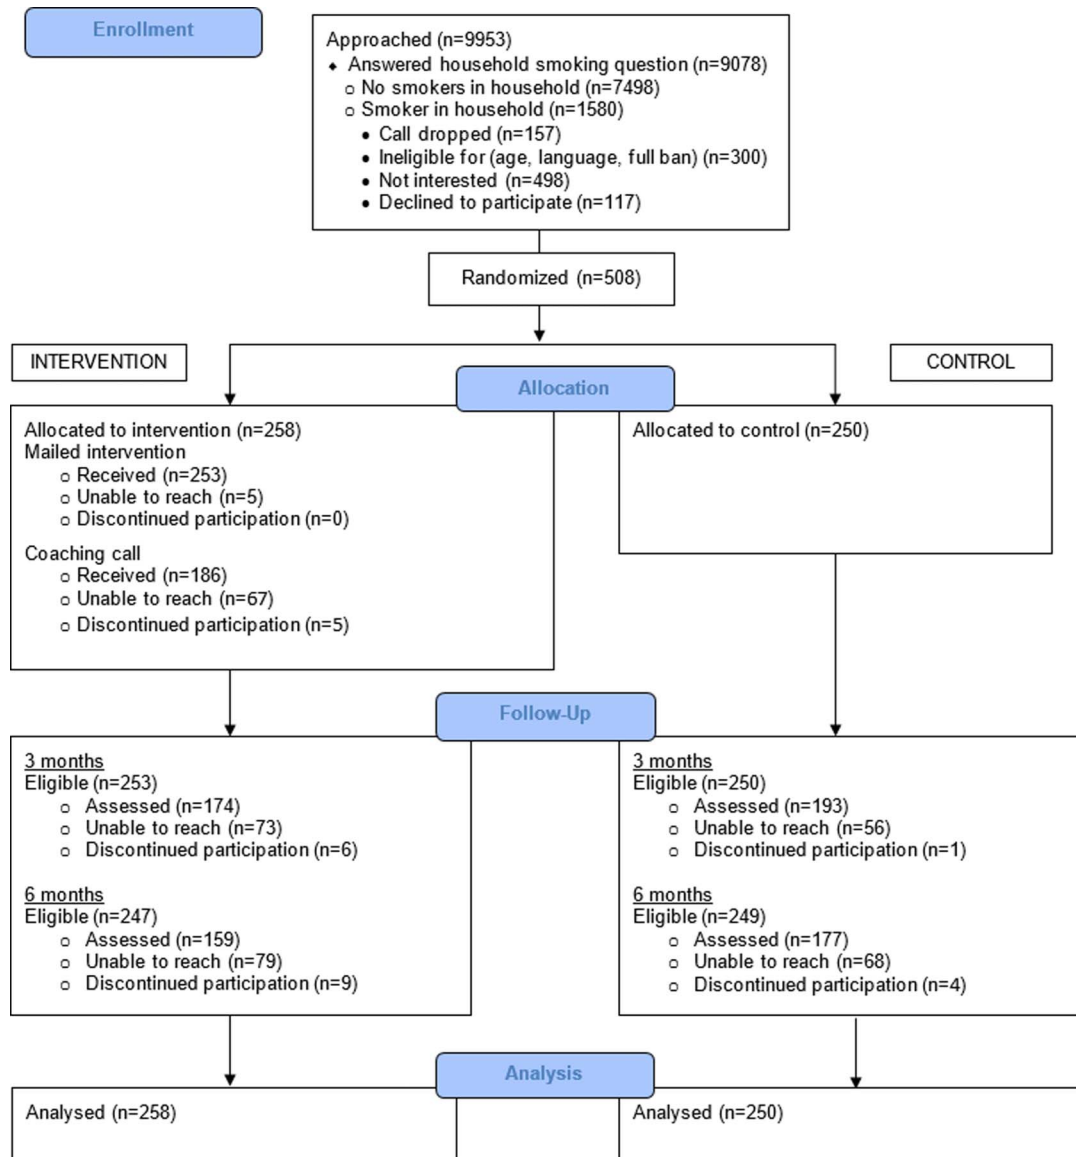 Enrollment
Approached (n=9953)
⬥ Answered household smoking question (n=9078)
o No smokers in household (n=7498)
o Smoker in household (n=1580)
• Call dropped (n=157)
• Ineligible for (age, language, full ban) (n=300)
• Not interested (n=498)
• Declined to participate (n=117)
Randomized (n=508)
INTERVENTION
CONTROL
Allocation
Allocated to intervention (n=258)
Mailed intervention
o Received (n=253)
o Unable to reach (n=5)
o Discontinued participation (n=0)
Coaching call
o Received (n=186)
o Unable to reach (n=67)
o Discontinued participation (n=5)
Allocated to control (n=250)
Follow-Up
3 months
Eligible (n=253)
o Assessed (n=174)
o Unable to reach (n=73)
o Discontinued participation (n=6)
6 months
Eligible (n=247)
o Assessed (n=159)
o Unable to reach (n=79)
o Discontinued participation (n=9)
3 months
Eligible (n=250)
o Assessed (n=193)
o Unable to reach (n=56)
o Discontinued participation (n=1)
6 months
Eligible (n=249)
o Assessed (n=177)
o Unable to reach (n=68)
o Discontinued participation (n=4)
Analysis
Analysed (n=258)
Analysed (n=250)